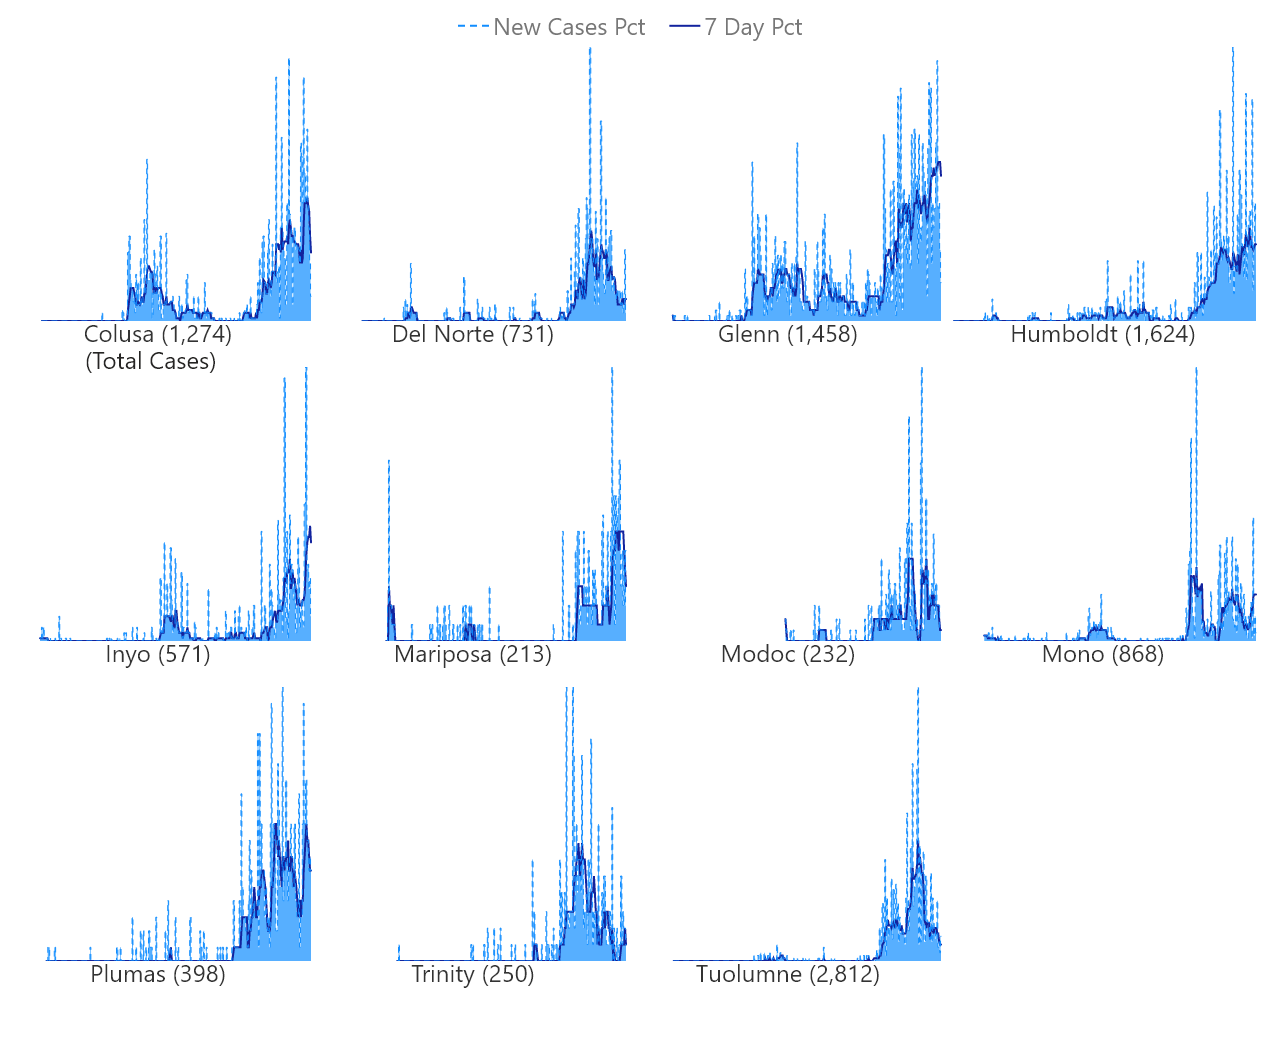 New Cases Pct 7 Day Pct
Colusa (1,274) Del Norte (731) Glenn (1,458) Humboldt (1,624)
(Total Cases)
Inyo (571) Mariposa (213) Modoc (232) Mono (868)
Plumas (398) Trinity (250) Tuolumne (2,812)